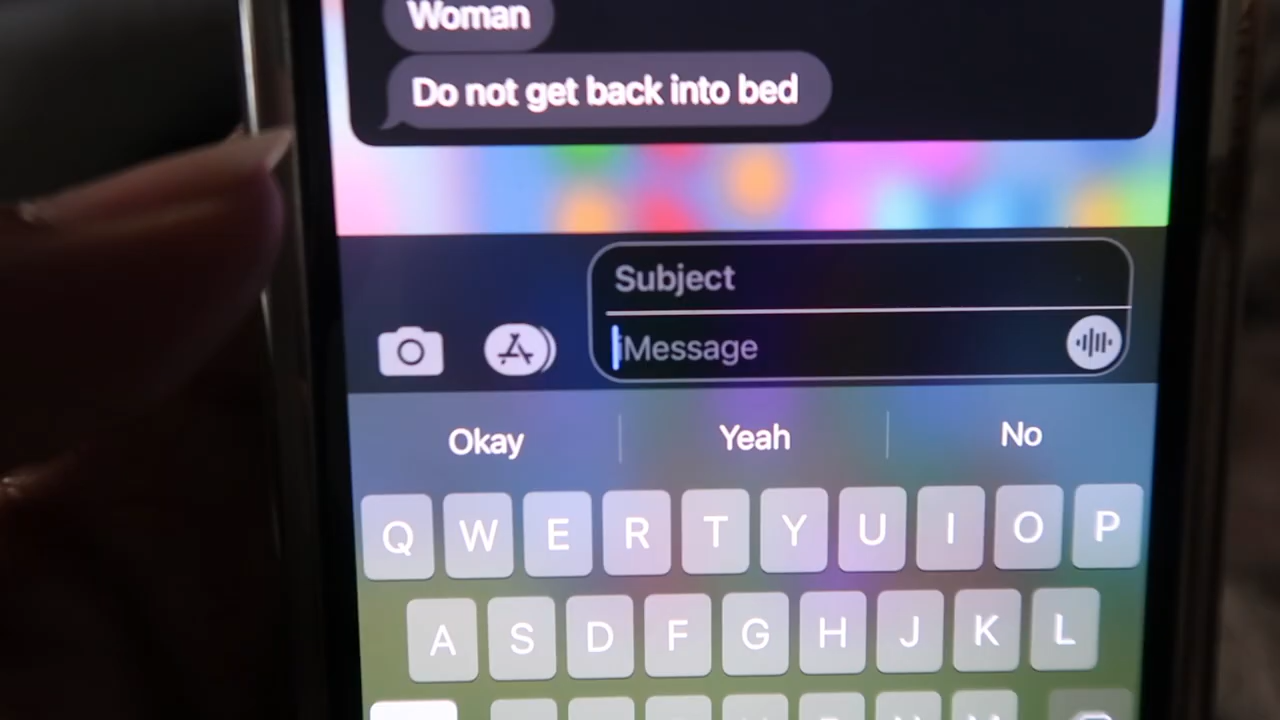 Woman
Do not get back into bed
Subject
iMessage
Okay Yeah No
Q W E R T Y U I O P
A S D F G H J K L